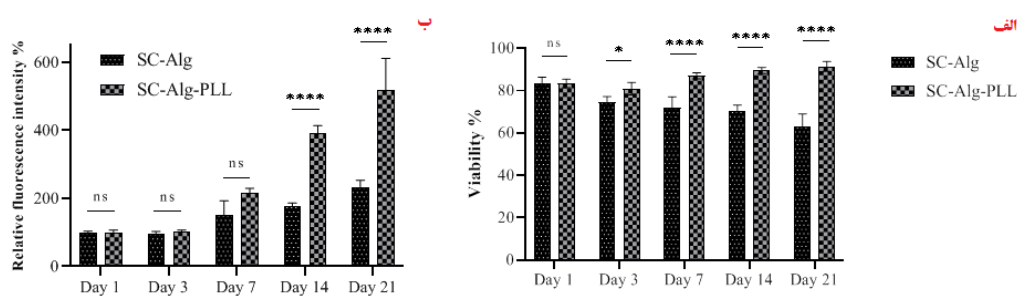 الف
Viability %
100
80
60
40
20
0
ns
*
****
****
****
Day 1 Day 3 Day 7 Day 14 Day 21
SC-Alg
SC-Alg-PLL
ب
Relative fluorescence intensity %
600
400
200
0
SC-Alg
SC-Alg-PLL
ns
ns
ns
****
****
Day 1 Day 3 Day 7 Day 14 Day 21